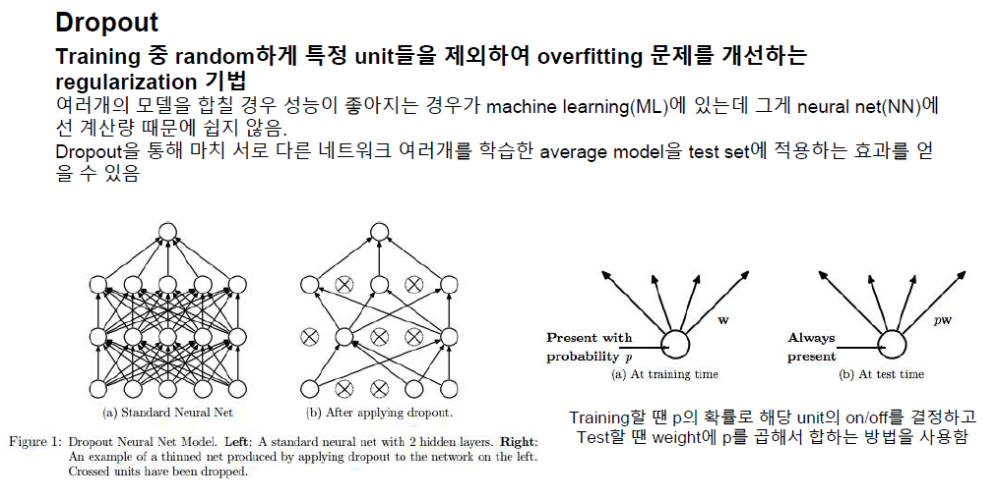 Dropout
Training 중 random하게 특정 unit들을 제외하여 overfitting 문제를 개선하는
regularization 기법
여러개의 모델을 합칠 경우 성능이 좋아지는 경우가 machine learning(ML)에 있는데 그게 neural net(NN)에
선 계산량 때문에 쉽지 않음.
Dropout을 통해 마치 서로 다른 네트워크 여러개를 학습한 average model을 test set에 적용하는 효과를 얻
을 수 있음
(a) Standard Neural Net
(b) After applying dropout.
Figure 1: Dropout Neural Net Model. Left: A standard neural net with 2 hidden layers. Right:
An example of a thinned net produced by applying dropout to the network on the left.
Crossed units have been dropped.
w
Present with
probability p
(a) At training time
pw
Always
present
(b) At test time
Training할 땐 p의 확률로 해당 unit의 on/off를 결정하고
Test할 땐 weight에 p를 곱해서 합하는 방법을 사용함